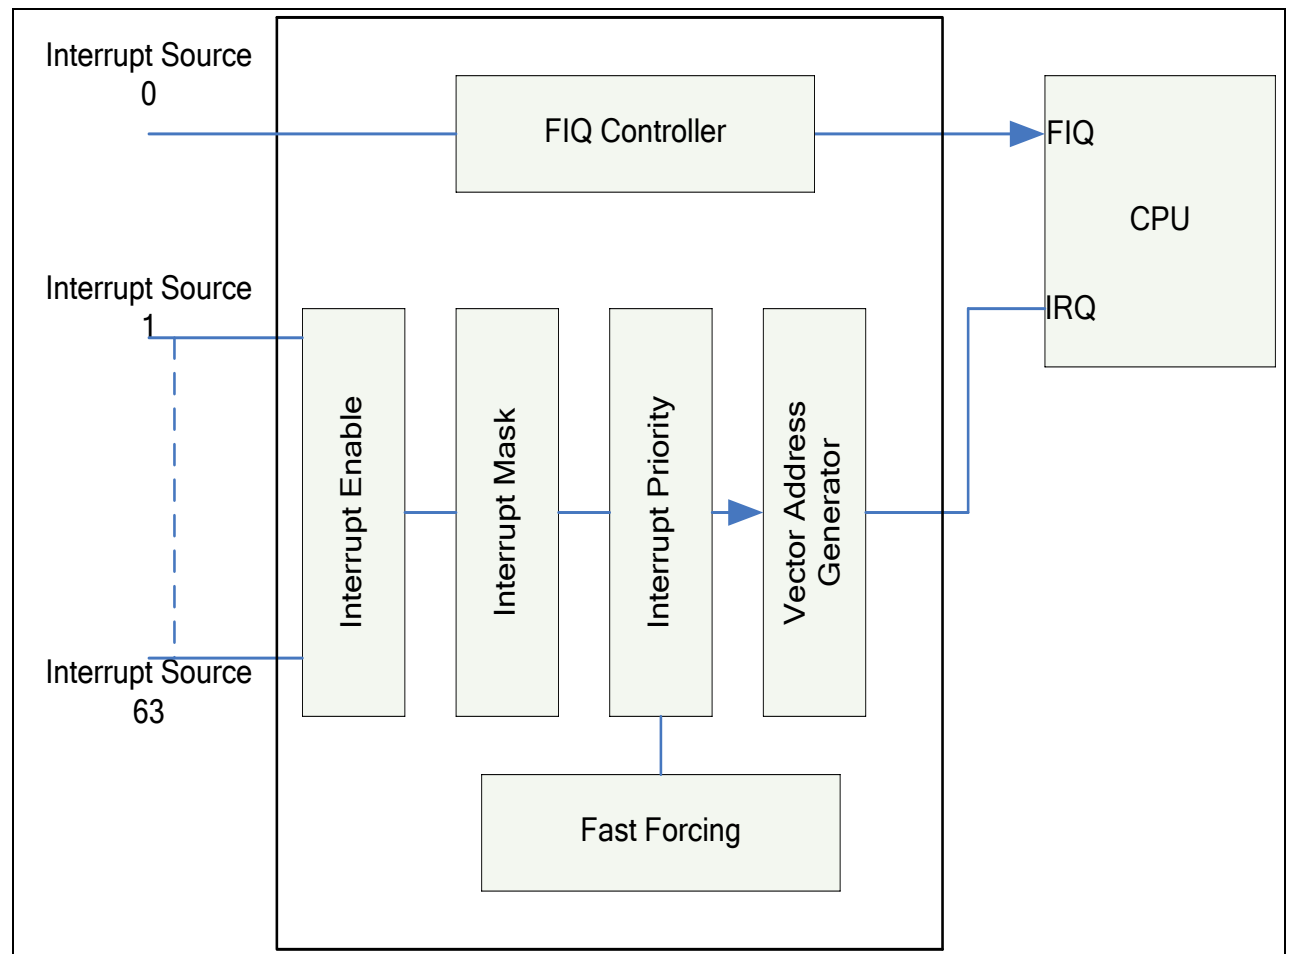 Interrupt Source
0
FIQ Controller
FIQ
CPU
Interrupt Source
1
IRQ
Interrupt Enable
Interrupt Mask
Interrupt Priority
Vector Address
Generator
Interrupt Source
63
Fast Forcing